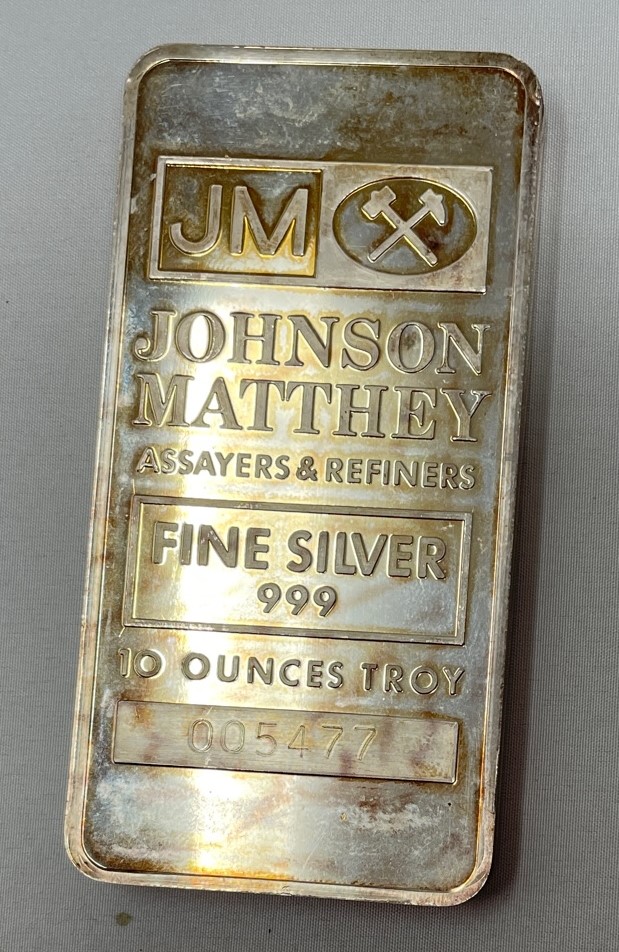 JM
JOHNSON
MATTHEY
ASSAYERS & REFINERS
FINE SILVER
999
10 OUNCES TROY
005477